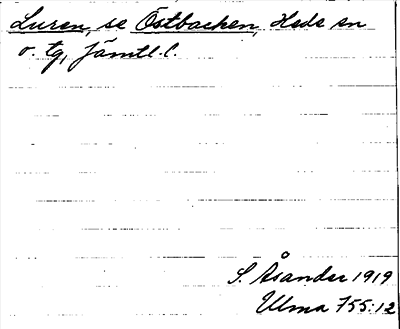 Luren, se Östbacken, Hede sn
o. tg, Jämtl. l.
S. Åsander 1919
Ulma 755:12